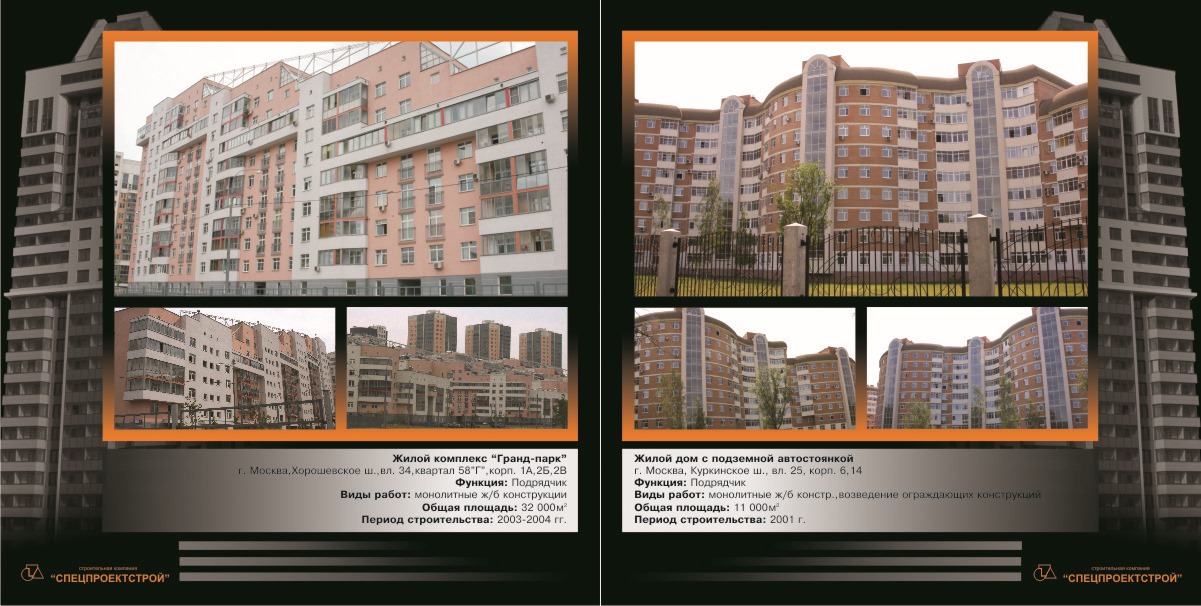 Жилой комплекс “Гранд-парк”
г. Москва,Хорошевское ш.,вл. 34,квартал 58"Г",корп. 1А,2Б,2В
Функция: Подрядчик
Виды работ: монолитные ж/б конструкции
Общая площадь: 32 000м²
Период строительства: 2003-2004 гг.
строительная компания
“СПЕЦПРОЕКТСТРОЙ”
Жилой дом с подземной автостоянкой
г. Москва, Куркинское ш., вл. 25, корп. 6,14
Функция: Подрядчик
Виды работ: монолитные ж/б констр.,возведение ограждающих конструкций
Общая площадь: 11 000м²
Период строительства: 2001 г.
строительная компания
“СПЕЦПРОЕКТСТРОЙ”